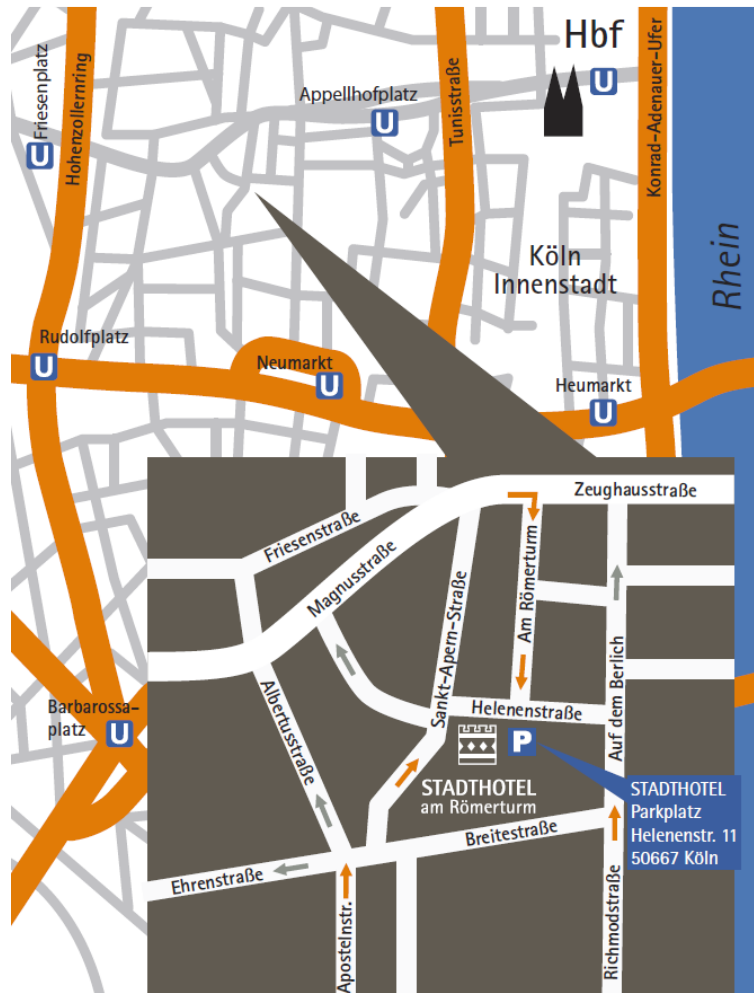 Hbf
U
Friesenplatz
U
Hohenzollernring
Appellhofplatz
U
Tunisstraße
Konrad-Adenauer-Ufer
Rhein
Köln
Innenstadt
Rudolfplatz
U
Neumarkt
U
Heumarkt
U
Barbarossa-
platz
U
Zeughausstraße
Friesenstraße
Magnusstraße
Sankt-Apern-Straße
Am Römerturm
Auf dem Berlich
Albertusstraße
Helenenstraße
P
STADTHOTEL
am Römerturm
STADTHOTEL
Parkplatz
Helenenstr. 11
50667 Köln
Breitestraße
Ehrenstraße
Apostelnstr.
Richmodstraße